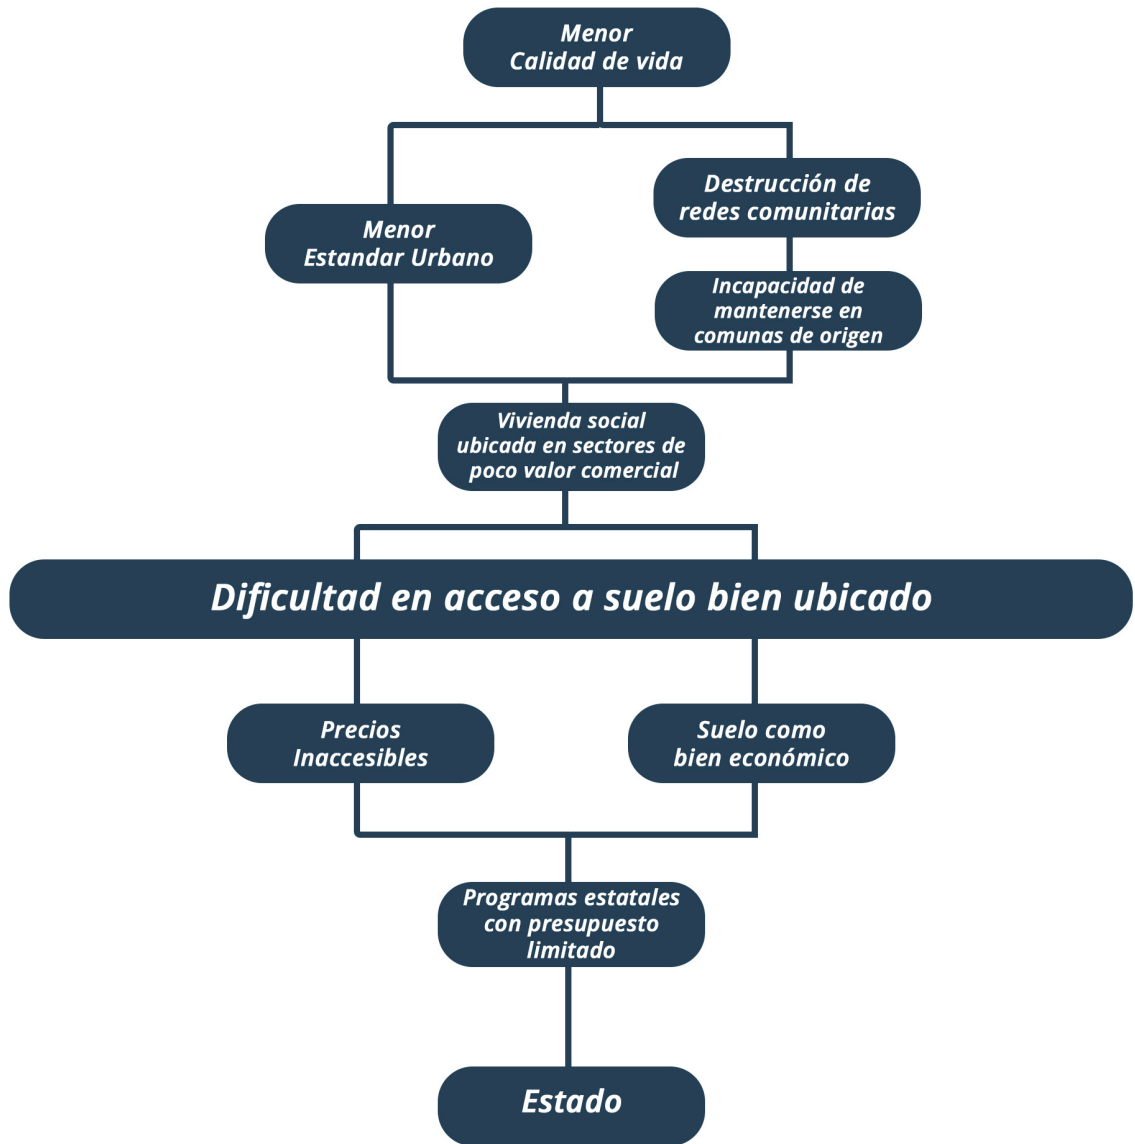 Menor
Calidad de vida
Destrucción de
redes comunitarias
Menor
Estandar Urbano
Incapacidad de
mantenerse en
comunas de origen
Vivienda social
ubicada en sectores de
poco valor comercial
Dificultad en acceso a suelo bien ubicado
Precios
Inaccesibles
Suelo como
bien económico
Programas estatales
con presupuesto
limitado
Estado